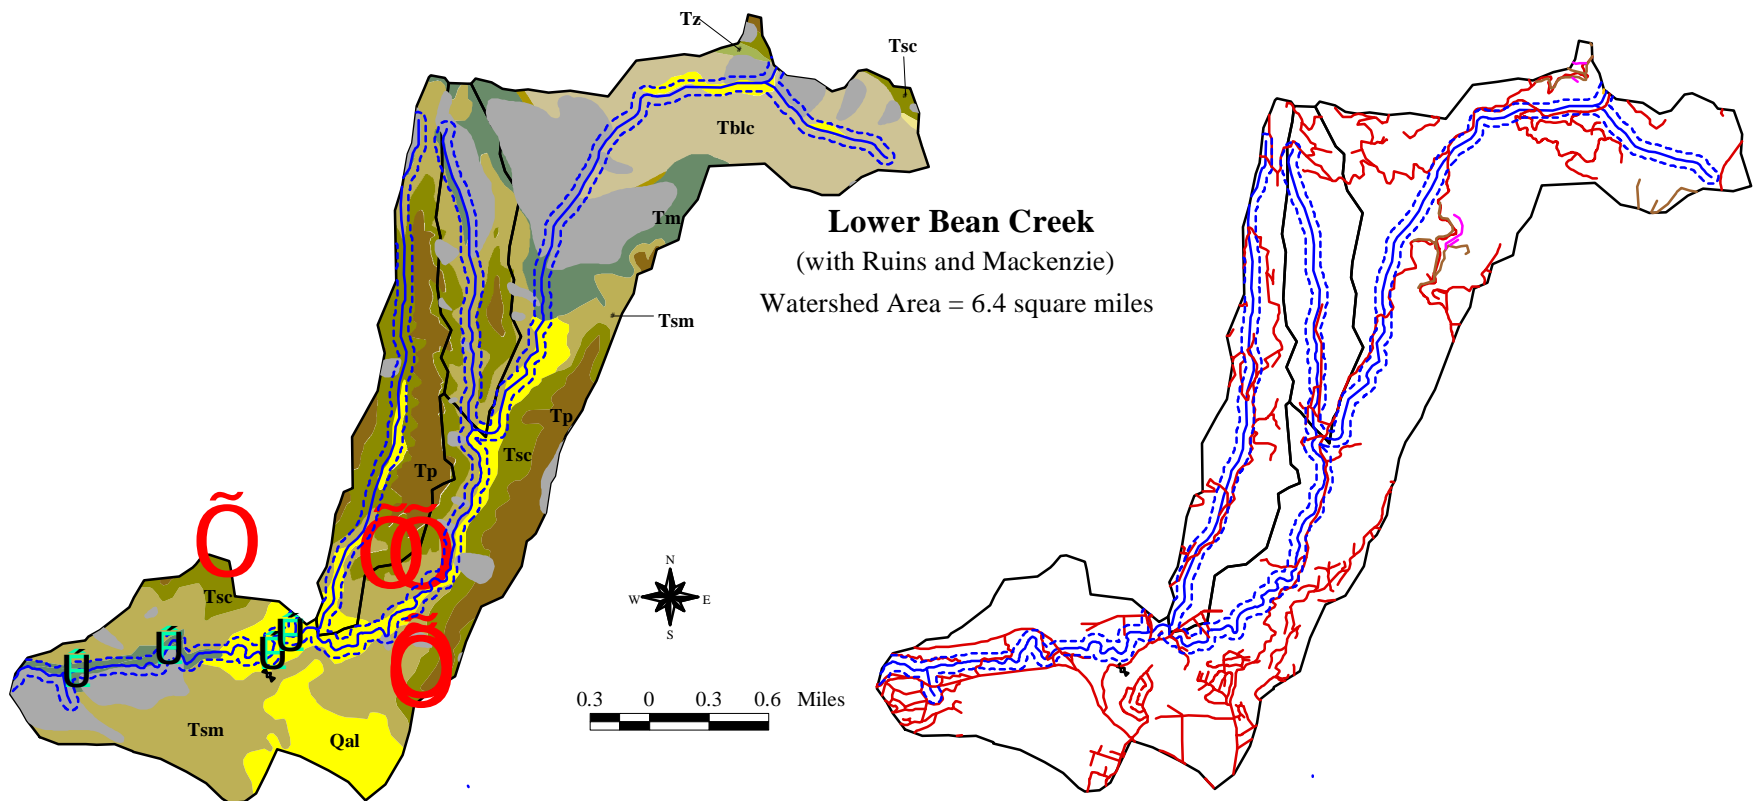 Tz
Tsc
Tblc
Tm
Lower Bean Creek
(with Ruins and Mackenzie)
Watershed Area = 6.4 square miles
Tsm
Tp
Tsc
Tp
Õ
Õ Õ
N
W E
S
Tsc
Ú Ú Ú Ú
Õ Õ
0.3 0 0.3 0.6 Miles
Tsm
Qal